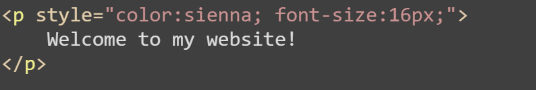 <p style="color:sienna; font-size:16px;">
    Welcome to my website!
</p>